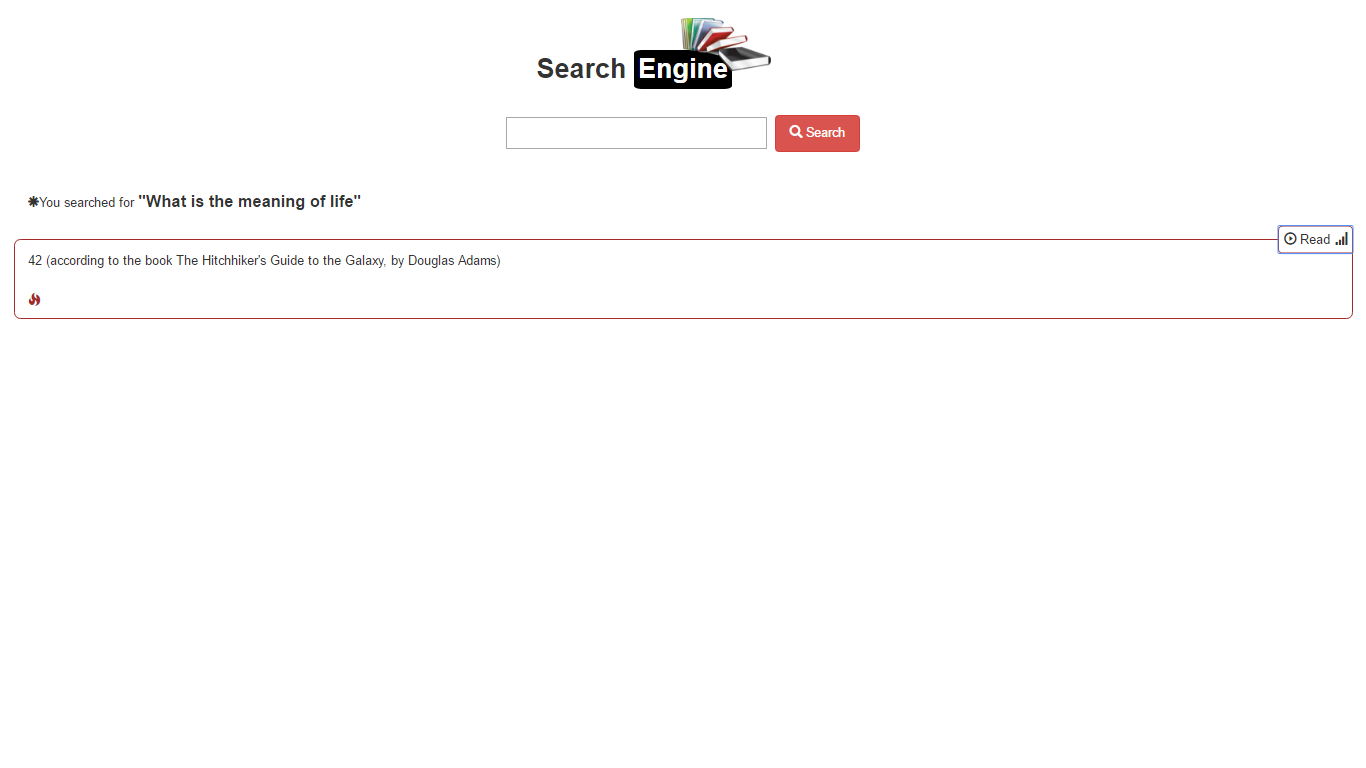 Search Engine
Search
You searched for "What is the meaning of life"
Read
42 (according to the book The Hitchhiker's Guide to the Galaxy, by Douglas Adams)